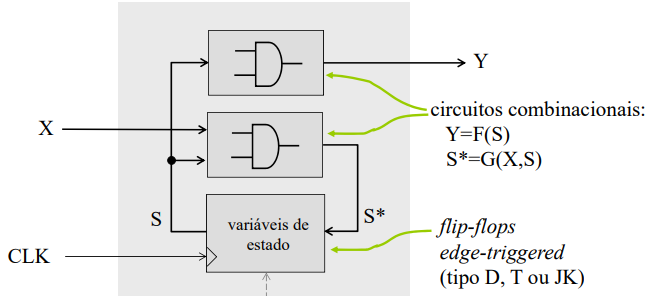 Y
circuitos combinacionais:
Y=F(S)
X
S*=G(X,S)
S
variáveis de
estado
S*
flip-flops
edge-triggered
(tipo D, T ou JK)
CLK